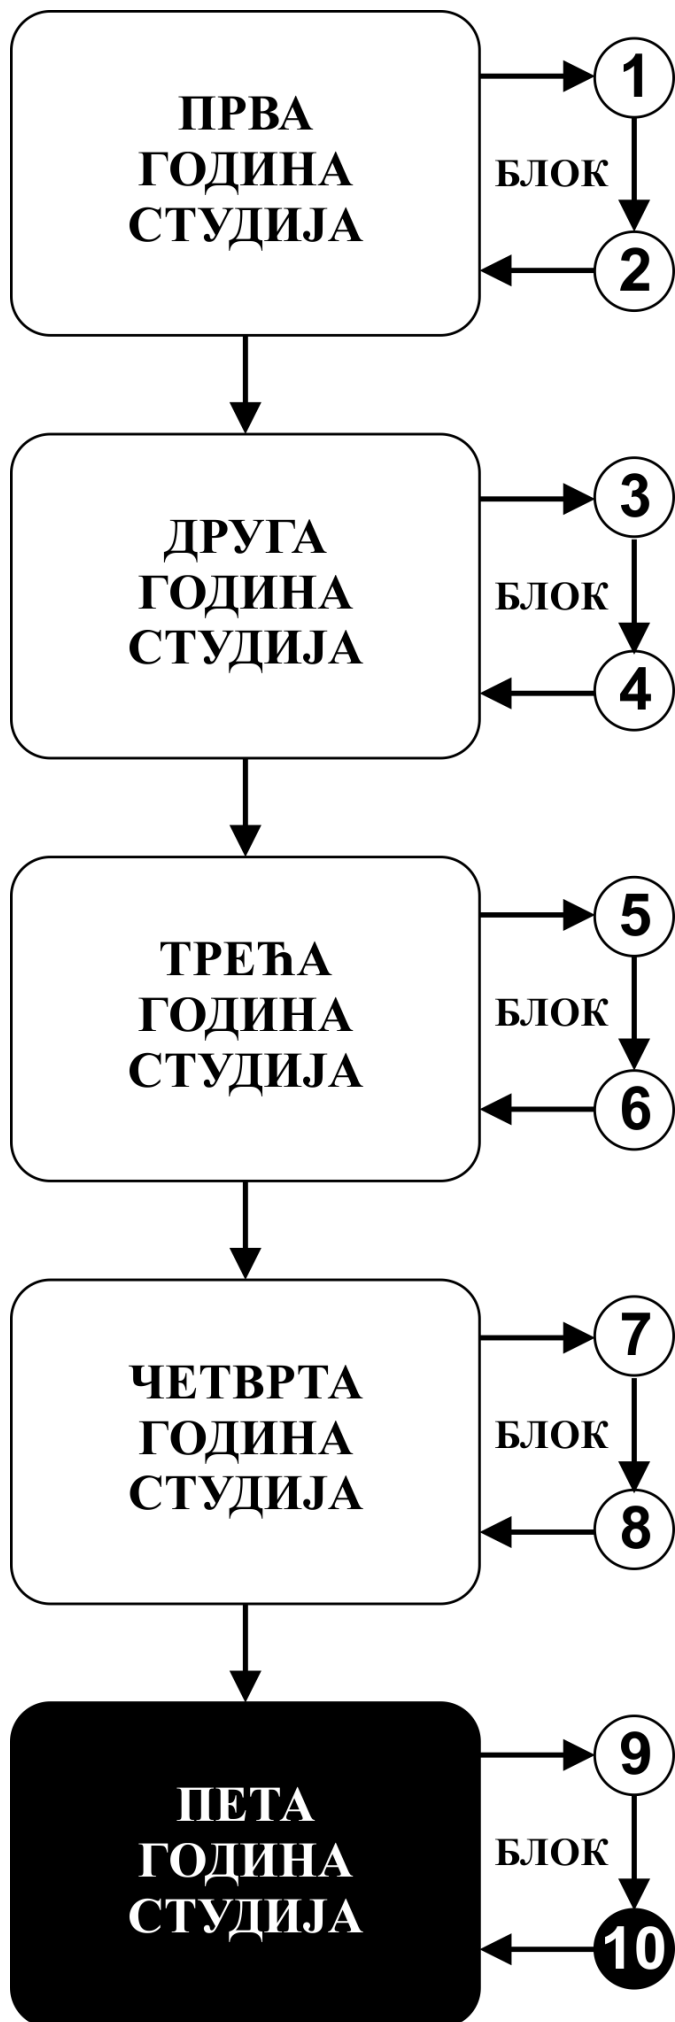 ПРВА
ГОДИНА
СТУДИЈА
1
БЛОК
2
ДРУГА
ГОДИНА
СТУДИЈА
3
БЛОК
4
ТРЕЋА
ГОДИНА
СТУДИЈА
5
БЛОК
6
ЧЕТВРТА
ГОДИНА
СТУДИЈА
7
БЛОК
8
ПЕТА
ГОДИНА
СТУДИЈА
9
БЛОК
10